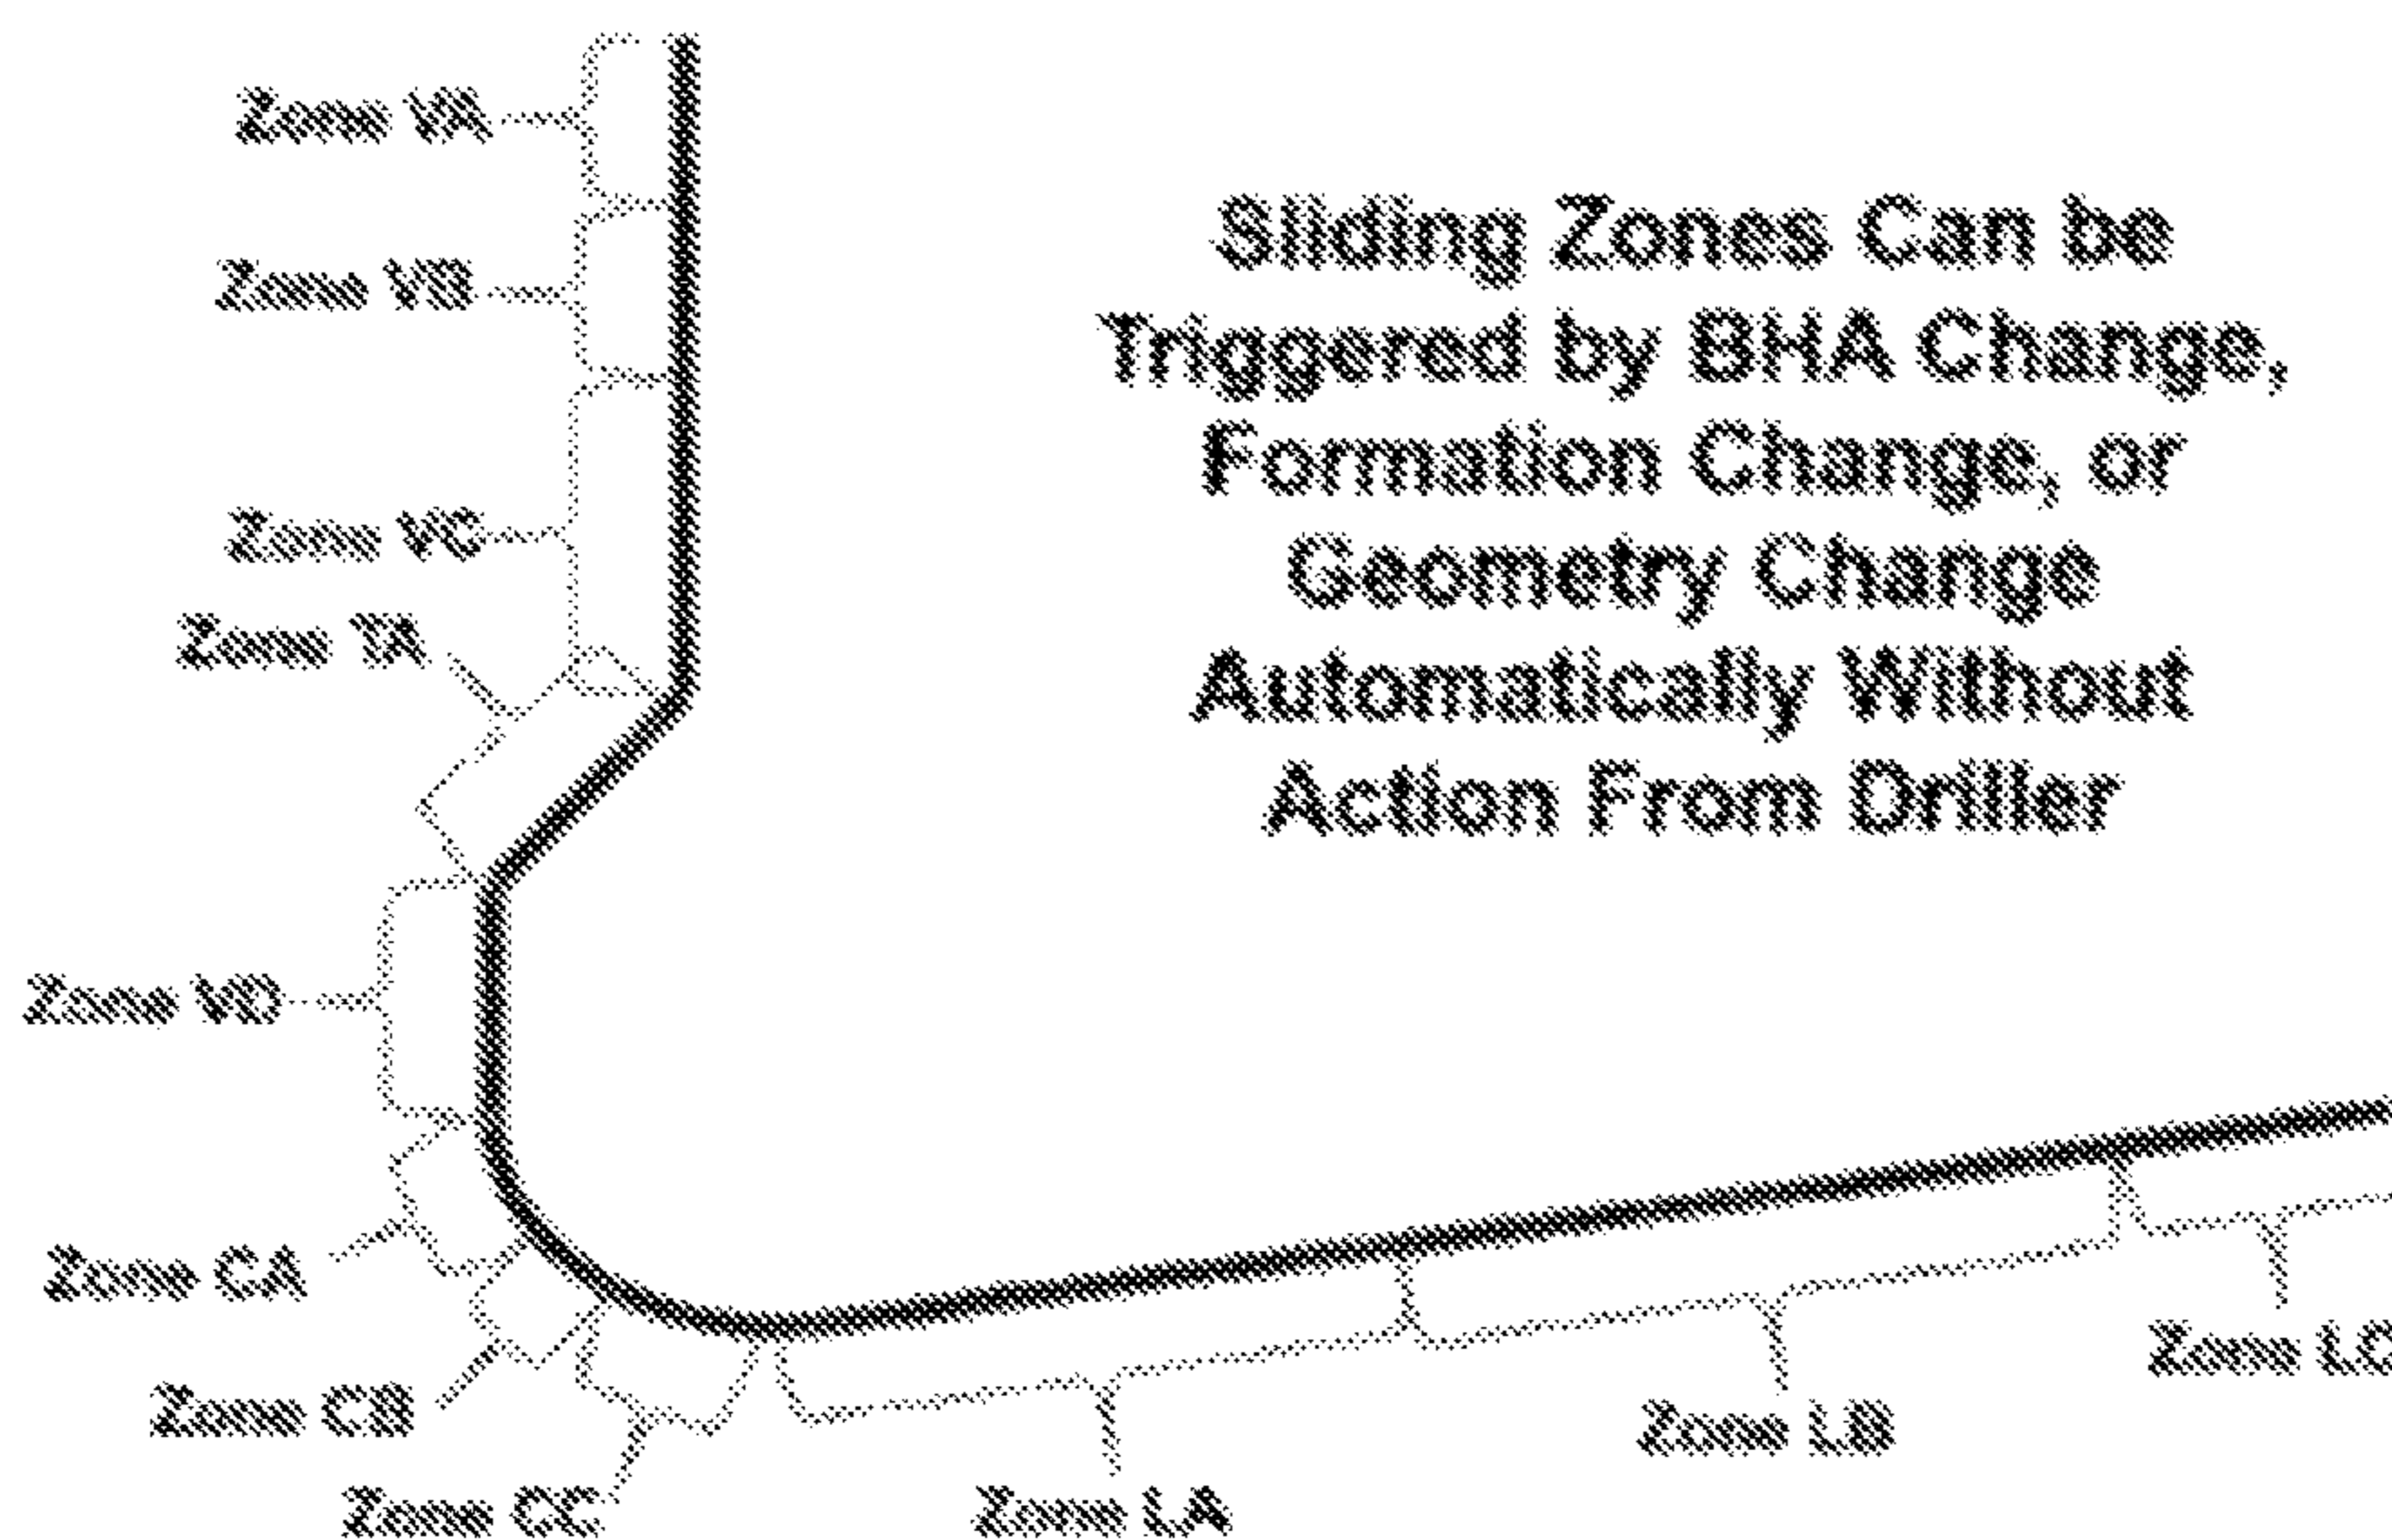 Zone VA
Zone VB
Zone VC
Zone TA
Zone VD
Zone CA
Zone CB
Zone CC
Zone LA
Zone LB
Zone LC
Sliding Zones Can be
Triggered by BHA Change,
Formation Change, or
Geometry Change
Automatically Without
Action From Driller